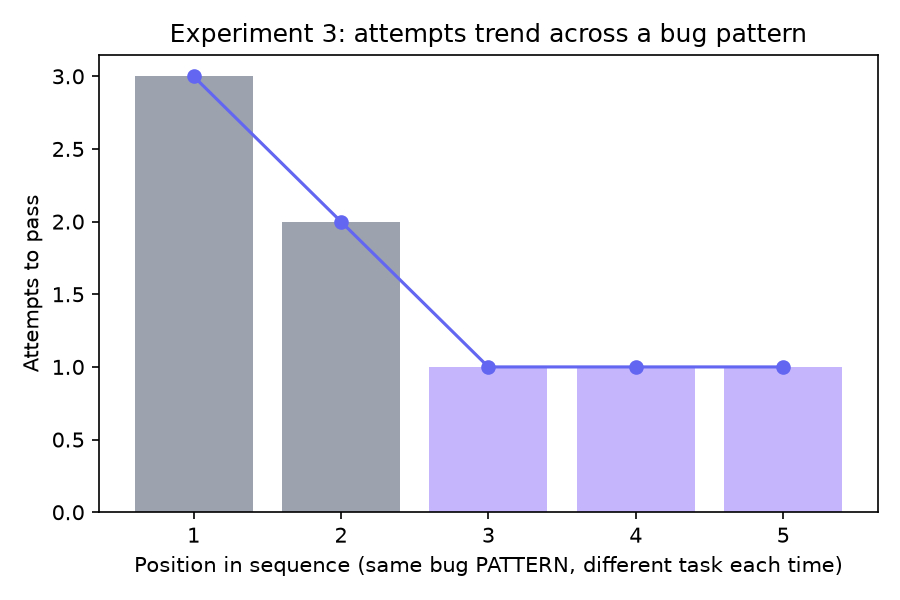 Experiment 3: attempts trend across a bug pattern
Attempts to pass
3.0
2.5
2.0
1.5
1.0
0.5
0.0
1 2 3 4 5
Position in sequence (same bug PATTERN, different task each time)